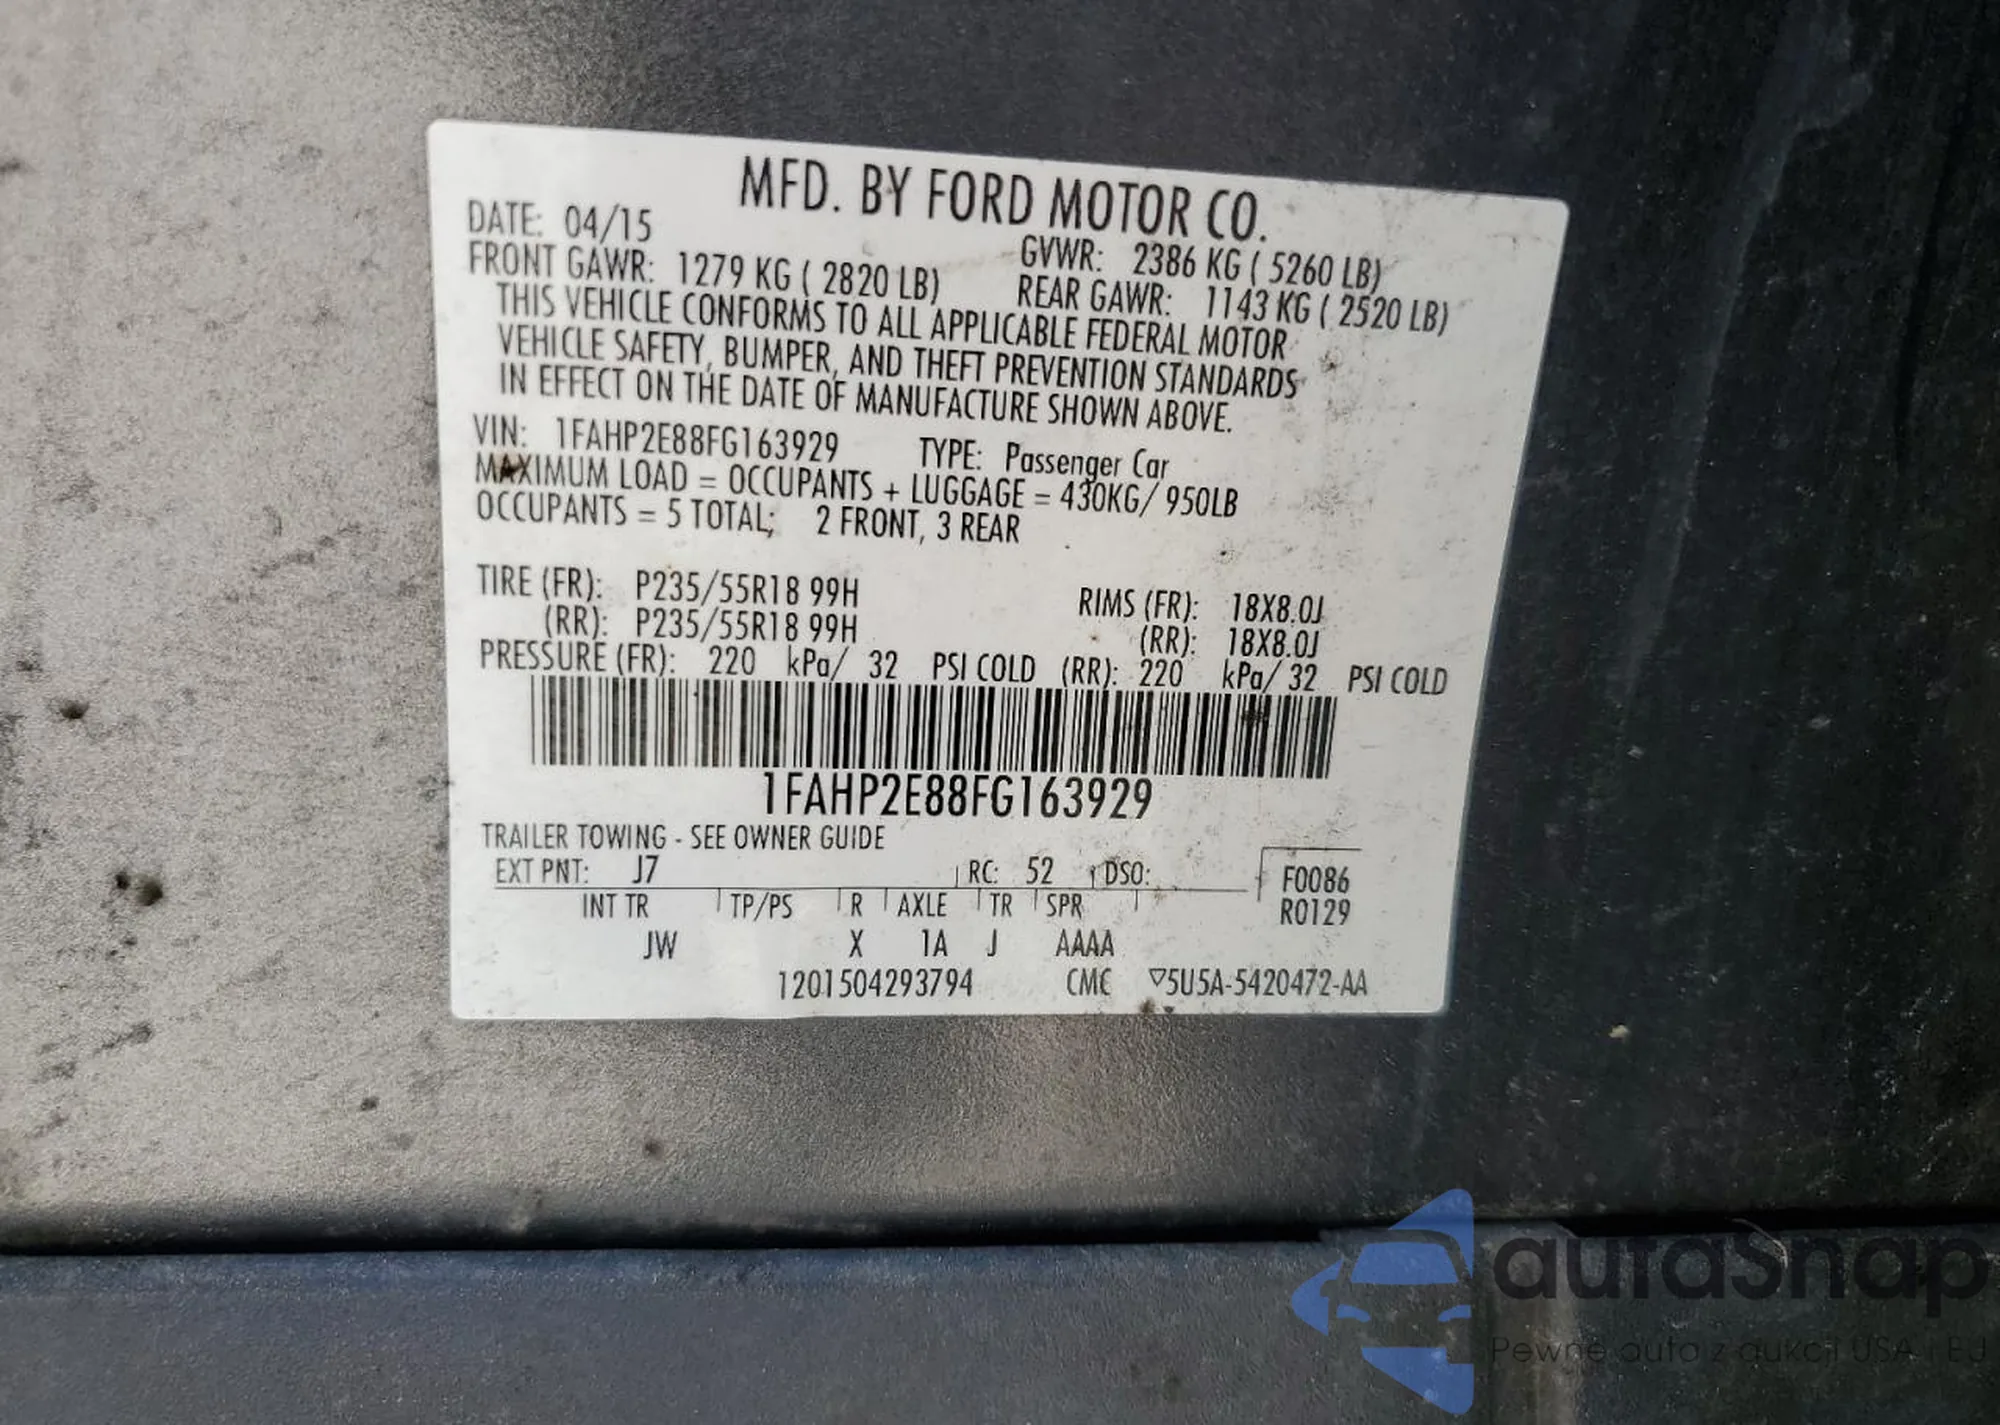 MFD. BY FORD MOTOR CO.
DATE: 04/15
GVWR: 2386 KG ( 5260 LB)
FRONT GAWR: 1279 KG ( 2820 LB)
REAR GAWR: 1143 KG ( 2520 LB)
THIS VEHICLE CONFORMS TO ALL APPLICABLE FEDERAL MOTOR
VEHICLE SAFETY, BUMPER, AND THEFT PREVENTION STANDARDS
IN EFFECT ON THE DATE OF MANUFACTURE SHOWN ABOVE.
VIN: 1FAHP2E88FG163929 TYPE: Passenger Car
MAXIMUM LOAD = OCCUPANTS + LUGGAGE = 430KG/ 950LB
OCCUPANTS = 5 TOTAL; 2 FRONT, 3 REAR
TIRE (FR): P235/55R18 99H RIMS (FR): 18X8.0J
(RR): P235/55R18 99H (RR): 18X8.0J
PRESSURE (FR): 220 kPa/ 32 PSI COLD (RR): 220 kPa/ 32 PSI COLD
1FAHP2E88FG163929
TRAILER TOWING - SEE OWNER GUIDE
EXT PNT: J7 RC: 52 DSO: F0086
INT TR TP/PS R AXLE TR SPR R0129
JW X 1A J AAAA
1201504293794 CMC ▽5U5A-5420472-AA
autaSnap
Pewne auta z aukcji USA i EU